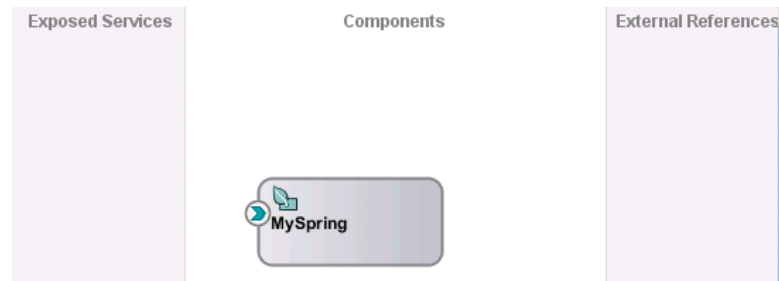 Exposed Services
Components
External References
MySpring